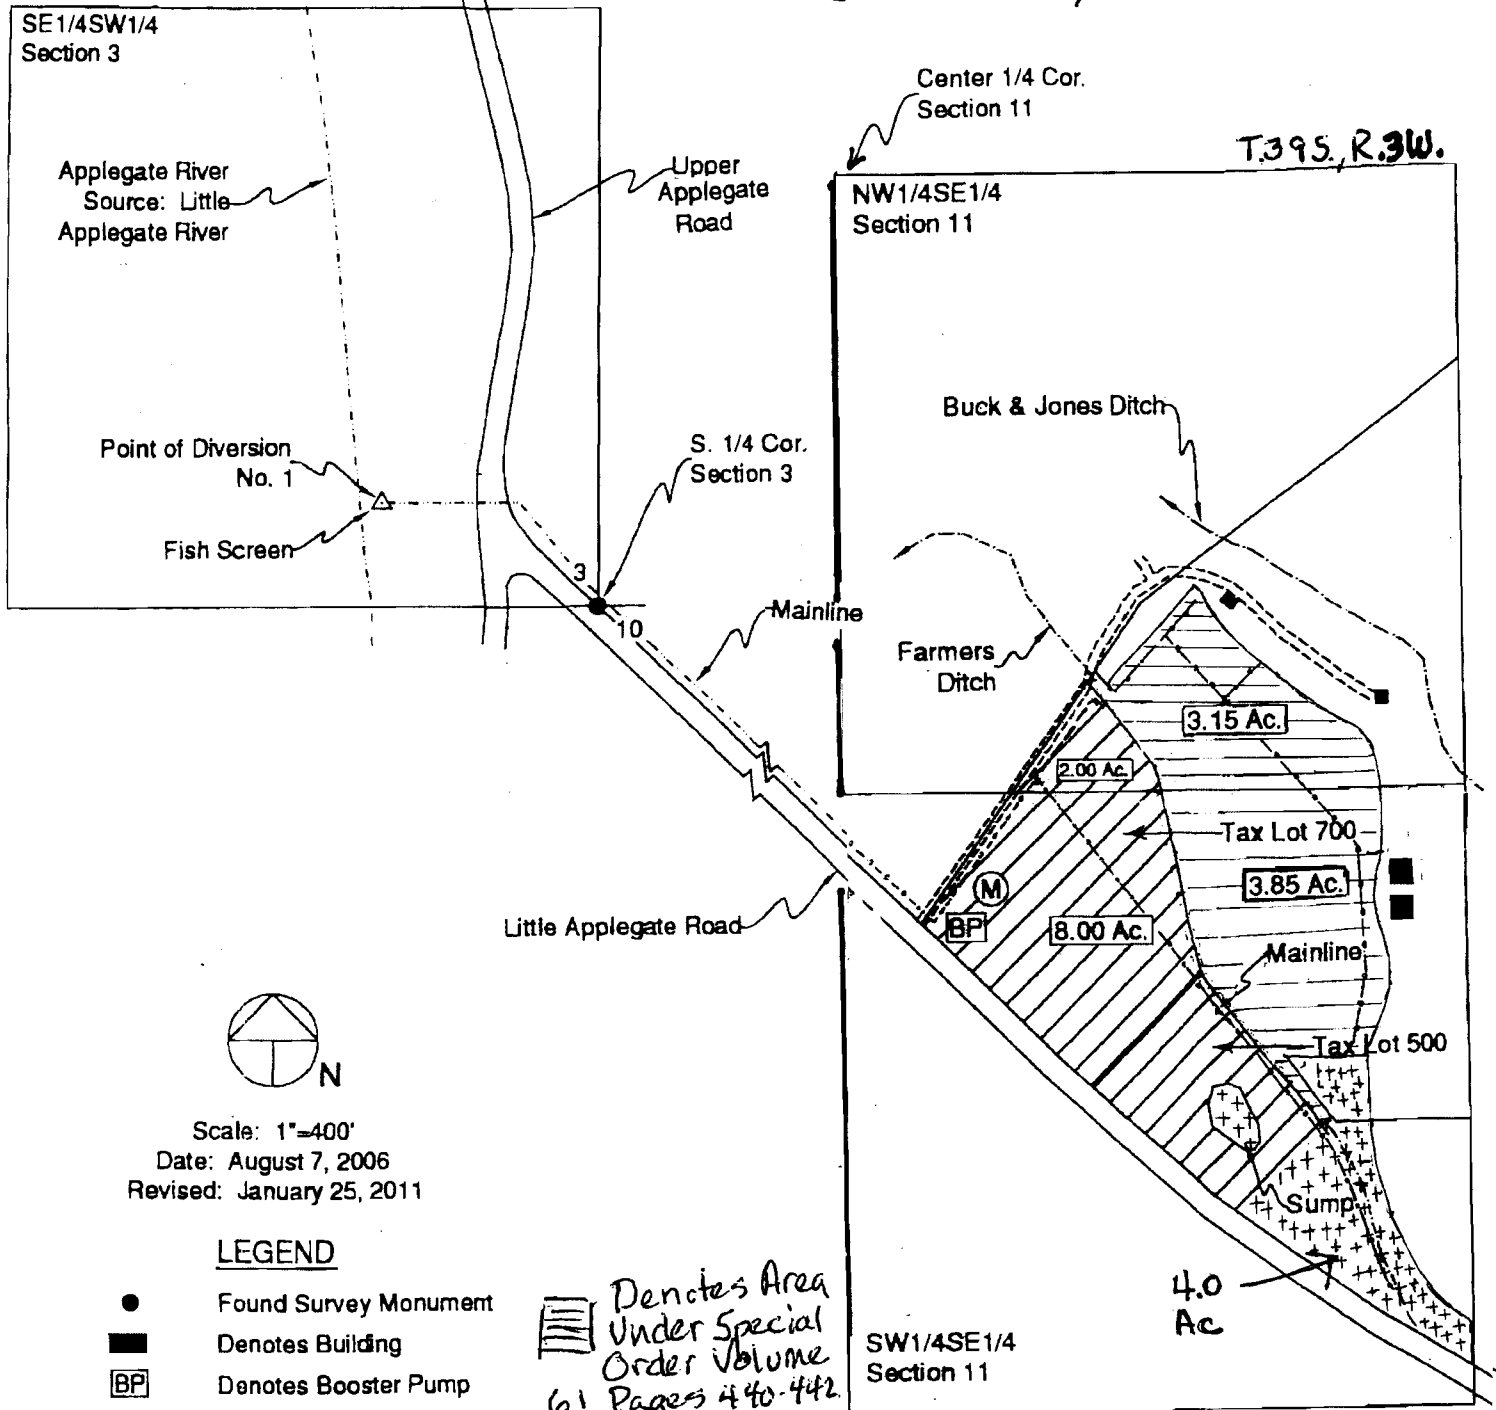 SE1/4SW1/4
Section 3
Center 1/4 Cor.
Section 11
T.39S., R.3W.
Applegate River
Source: Little
Applegate River
Upper
Applegate
Road
NW1/4SE1/4
Section 11
Buck & Jones Ditch
Point of Diversion
No. 1
S. 1/4 Cor.
Section 3
Fish Screen
3
10
Mainline
Farmers
Ditch
3.15 Ac.
2.00 Ac.
Tax Lot 700
3.85 Ac.
M
BP
8.00 Ac.
Little Applegate Road
Mainline
Tax Lot 500
N
Scale: 1"=400'
Date: August 7, 2006
Revised: January 25, 2011
Sump
4.0
Ac
LEGEND
Found Survey Monument
Denotes Building
BP Denotes Booster Pump
Denotes Area
Under Special
Order Volume
61 Pages 440-442
SW1/4SE1/4
Section 11